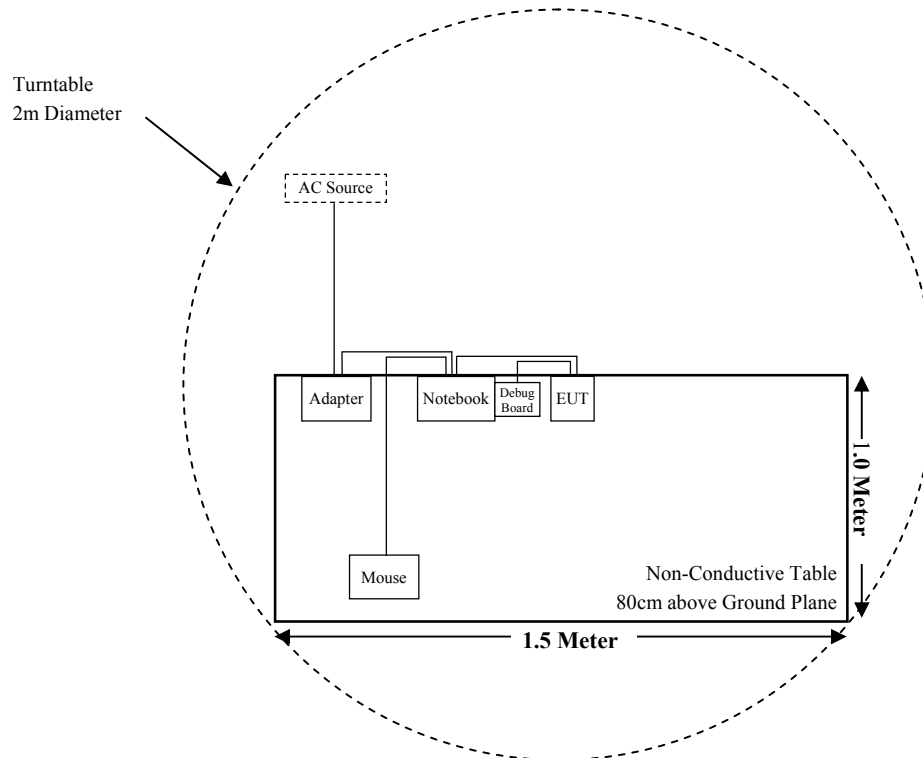 Turntable
2m Diameter
AC Source
Adapter
Notebook
Debug
Board
EUT
1.0 Meter
Mouse
Non-Conductive Table
80cm above Ground Plane
1.5 Meter